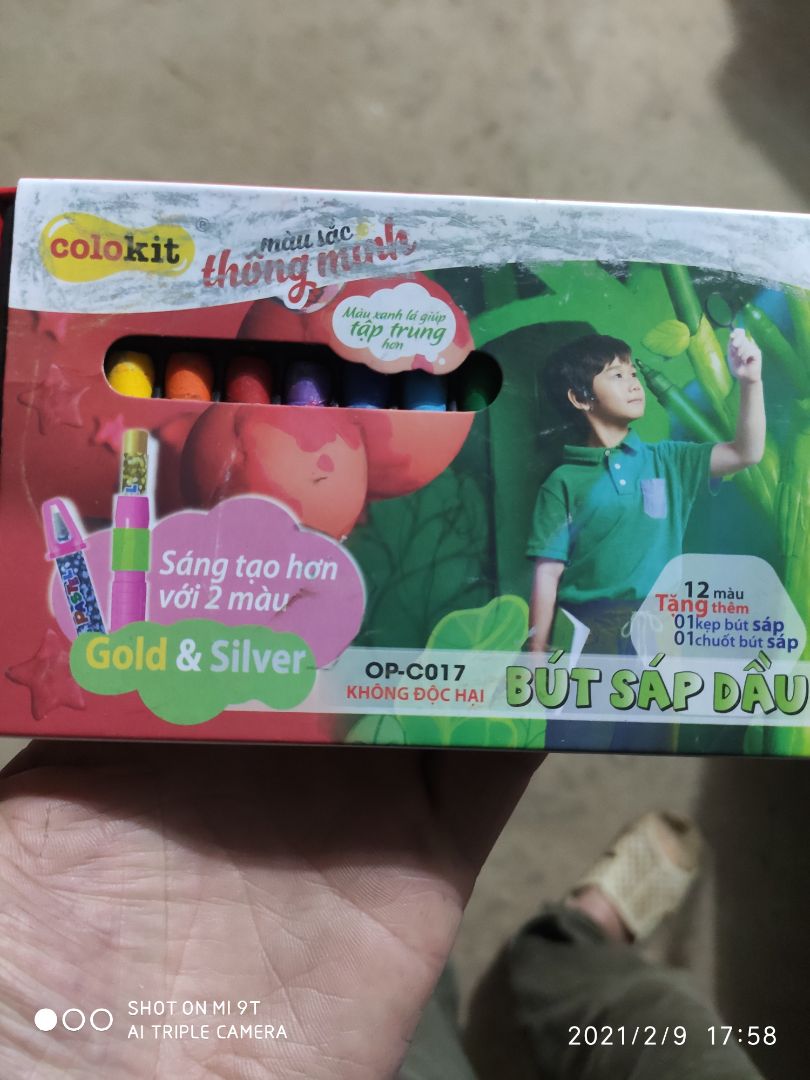 colokit
®
màu sắc
thông minh
Màu xanh lá giúp
tập trung
hơn
PASTEL
Sáng tạo hơn
với 2 màu
Gold & Silver
12 màu
Tặng thêm
01 kẹp bút sáp
01 chuốt bút sáp
OP-C017
KHÔNG ĐỘC HẠI
BÚT SÁP DẦU
SHOT ON MI 9T
AI TRIPLE CAMERA
2021/2/9 17:58